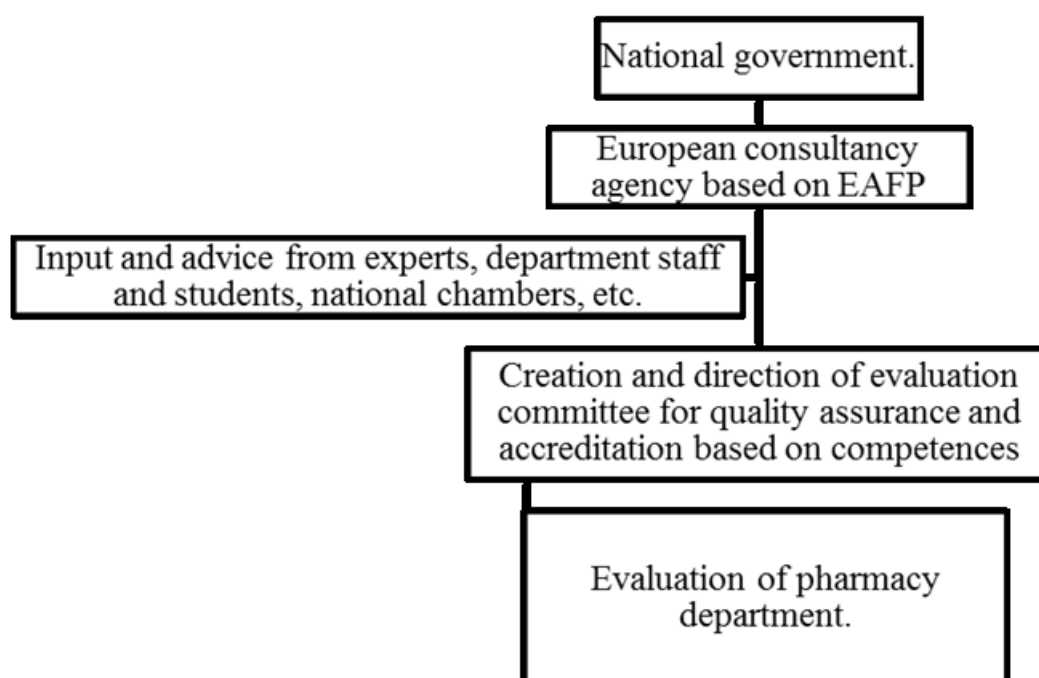 National government.
European consultancy
agency based on EAFP
Input and advice from experts, department staff
and students, national chambers, etc.
Creation and direction of evaluation
committee for quality assurance and
accreditation based on competences
Evaluation of pharmacy
department.